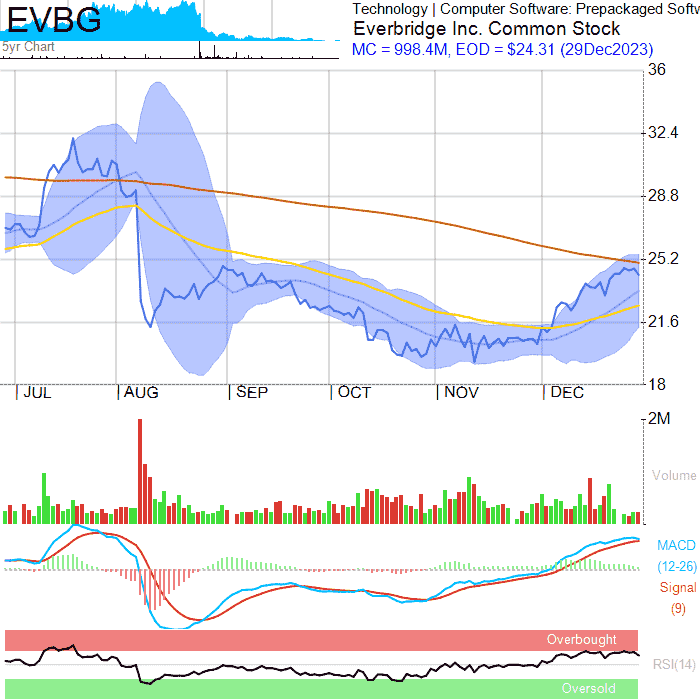 EVBG
5yr Chart
Technology | Computer Software: Prepackaged Softw
Everbridge Inc. Common Stock
MC = 998.4M, EOD = $24.31 (29Dec2023)
36
32.4
28.8
25.2
21.6
18
JUL AUG SEP OCT NOV DEC
2M
Volume
MACD
(12-26)
Signal
(9)
Overbought
RSI(14)
Oversold